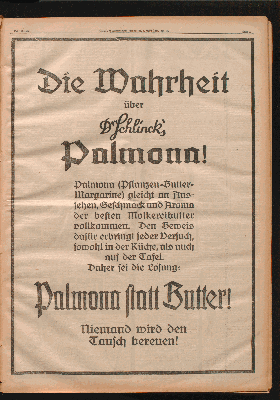 Die Wahrheit
über
Dr. Schlinck's
Palmona!
Palmona (Pflanzen-Butter-
Margarine) gleicht an Aus-
sehen, Geschmack und Aroma
der besten Molkereibutter
vollkommen. Den Beweis
dafür erbringt jeder Versuch,
sowohl in der Küche, als auch
auf der Tafel.
Daher sei die Losung:
Palmona statt Butter!
Niemand wird den
Tausch bereuen!